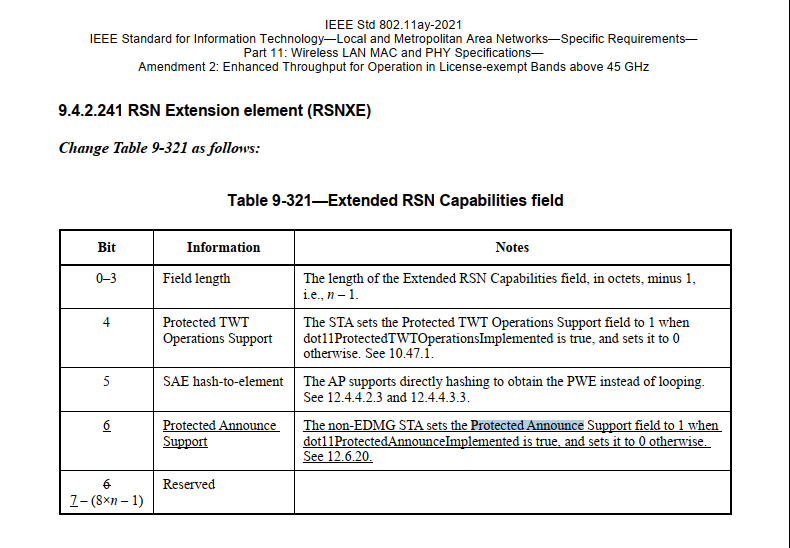 IEEE Std 802.11ay-2021
IEEE Standard for Information Technology—Local and Metropolitan Area Networks—Specific Requirements—
Part 11: Wireless LAN MAC and PHY Specifications—
Amendment 2: Enhanced Throughput for Operation in License-exempt Bands above 45 GHz
9.4.2.241 RSN Extension element (RSNXE)
Change Table 9-321 as follows:
Table 9-321—Extended RSN Capabilities field
Bit Information Notes
0–3 Field length The length of the Extended RSN Capabilities field, in octets, minus 1,
i.e., n – 1.
4 Protected TWT The STA sets the Protected TWT Operations Support field to 1 when
Operations Support dot11ProtectedTWTOperationsImplemented is true, and sets it to 0
otherwise. See 10.47.1.
5 SAE hash-to-element The AP supports directly hashing to obtain the PWE instead of looping.
See 12.4.4.2.3 and 12.4.4.3.3.
6 Protected Announce The non-EDMG STA sets the Protected Announce Support field to 1 when
Support dot11ProtectedAnnounceImplemented is true, and sets it to 0 otherwise.
See 12.6.20.
6 Reserved
7 – (8×n – 1)